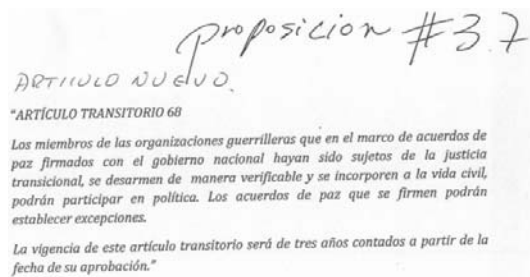 proposicion #37
ARTICULO NUEVO.
"ARTÍCULO TRANSITORIO 68
Los miembros de las organizaciones guerrilleras que en el marco de acuerdos de
paz firmados con el gobierno nacional hayan sido sujetos de la justicia
transicional, se desarmen de manera verificable y se incorporen a la vida civil,
podrán participar en política. Los acuerdos de paz que se firmen podrán
establecer excepciones.
La vigencia de este artículo transitorio será de tres años contados a partir de la
fecha de su aprobación."